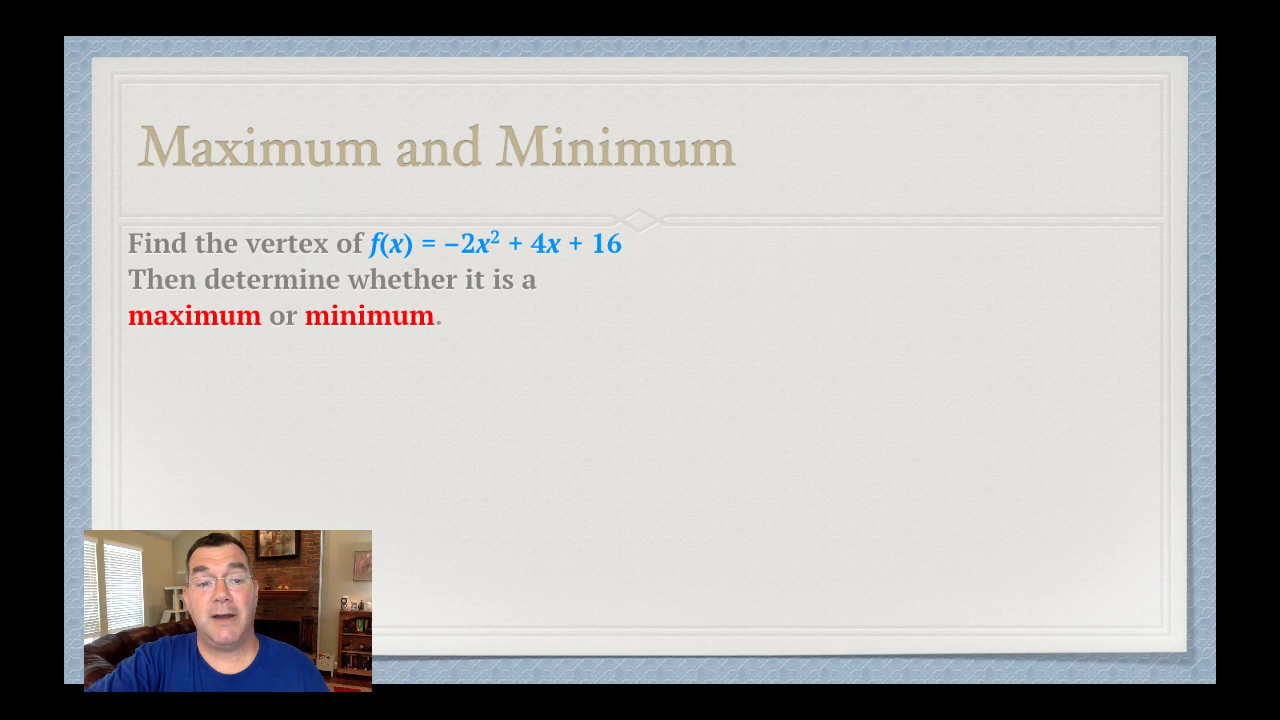 Maximum and Minimum
Find the vertex of f(x) = −2x² + 4x + 16
Then determine whether it is a
maximum or minimum.